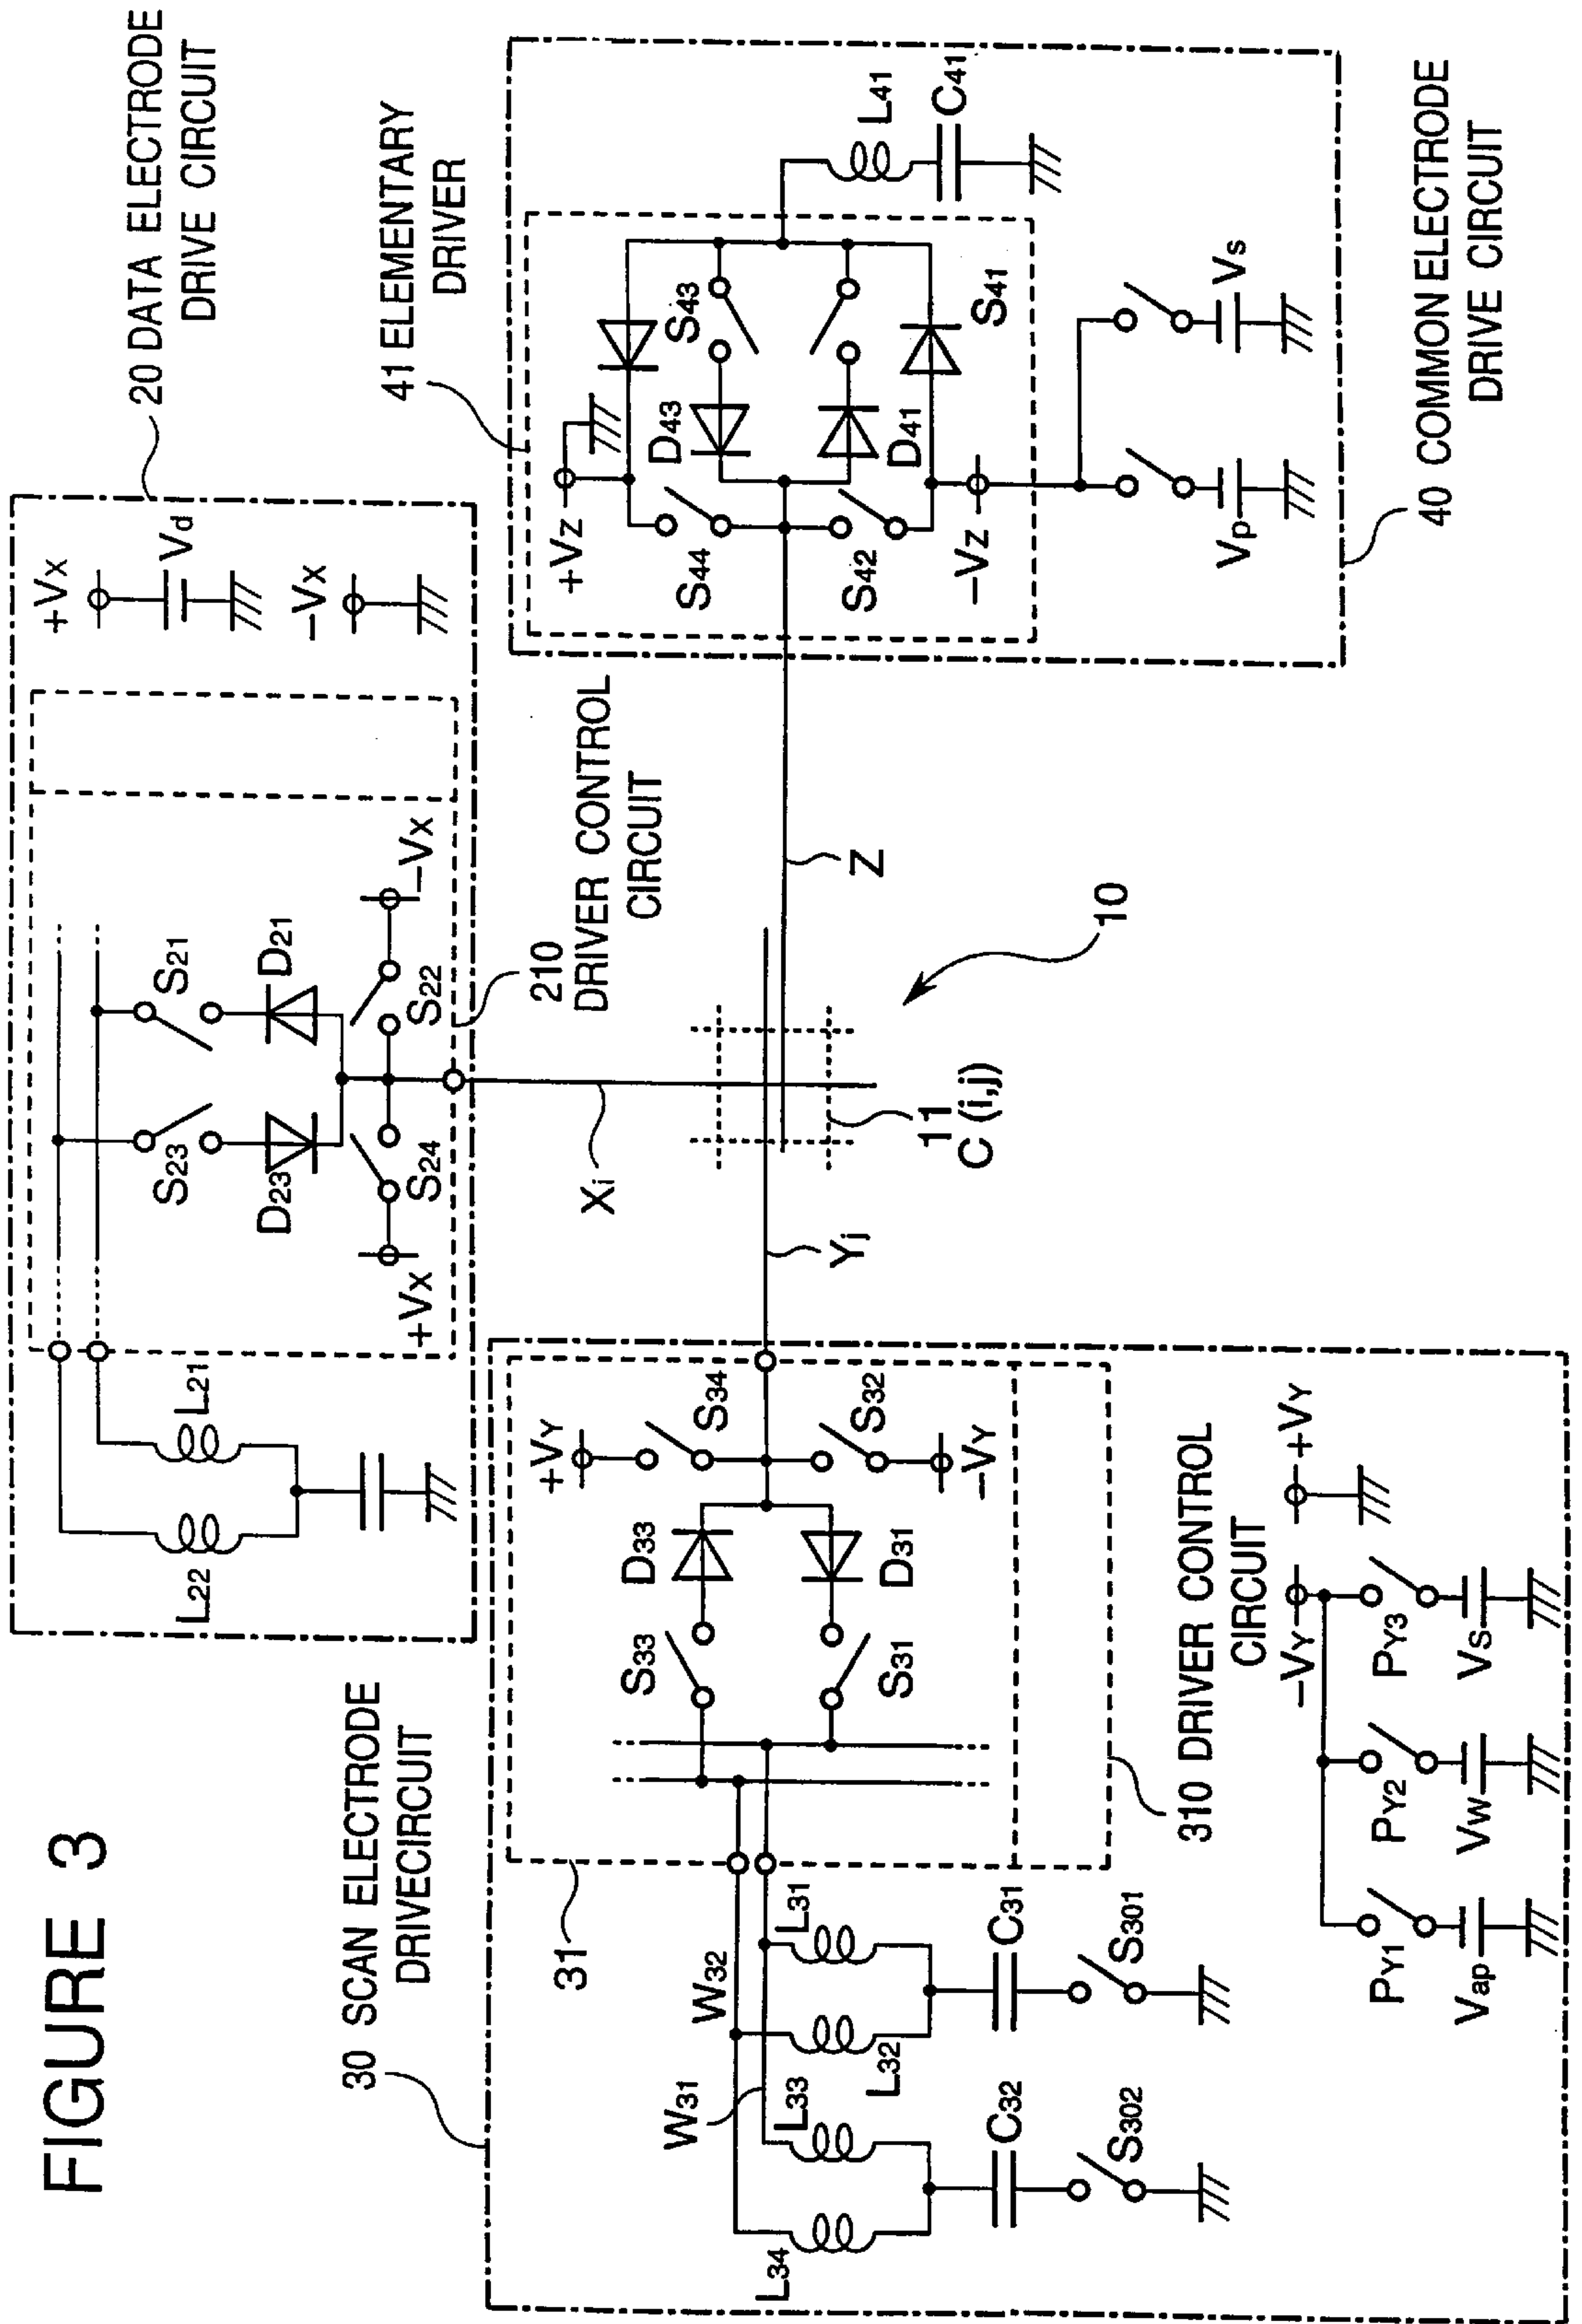 FIGURE 3
20 DATA ELECTRODE
DRIVE CIRCUIT
+VX
Vd
-VX
L22
L21
S23
S21
D23
D21
S24
S22
+VX
-VX
210
DRIVER CONTROL
CIRCUIT
30 SCAN ELECTRODE
DRIVECIRCUIT
31
W31
W32
L34
L33
L32
L31
C32
C31
S302
S301
S33
D33
S31
D31
+VY
S34
S32
-VY
310 DRIVER CONTROL
CIRCUIT
PY1
PY2
PY3
Vap
VW
VS
-VY
+VY
Xi
Yj
Z
11
C (i,j)
10
41 ELEMENTARY
DRIVER
+VZ
S44
S42
-VZ
D43
S43
D41
S41
L41
C41
Vp
Vs
40 COMMON ELECTRODE
DRIVE CIRCUIT